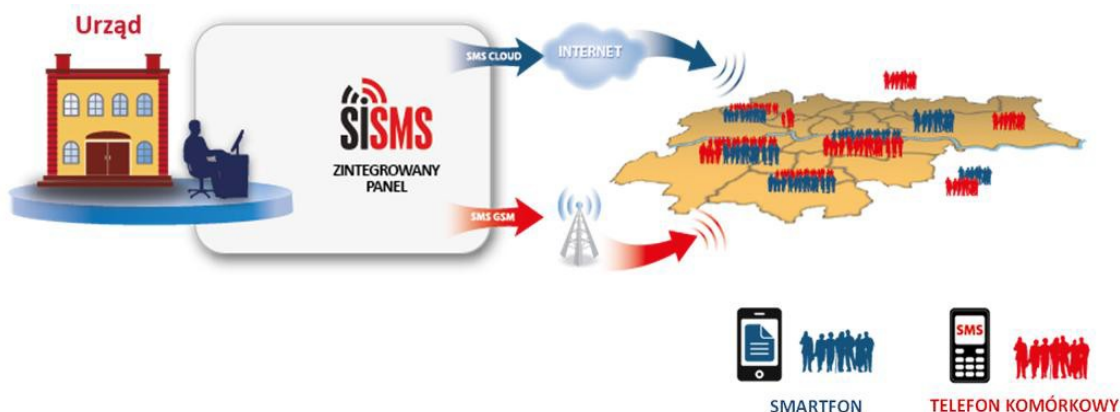 Urząd
SMS CLOUD
INTERNET
SISMS
ZINTEGROWANY
PANEL
SMS GSM
SMS
SMARTFON
TELEFON KOMÓRKOWY